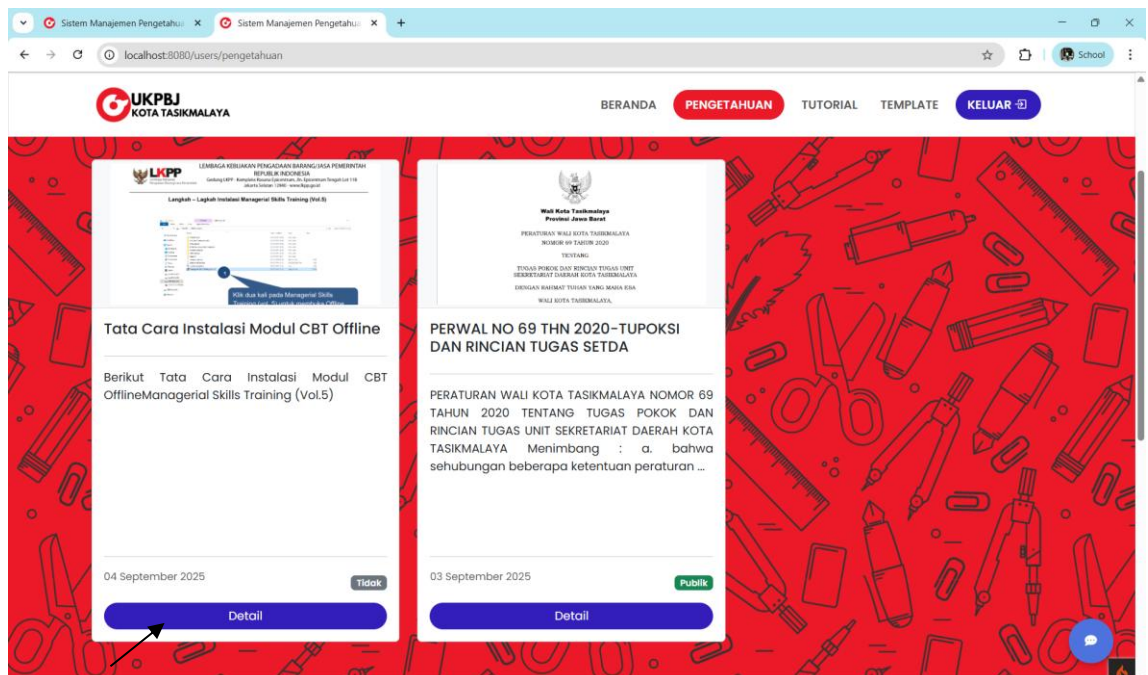 Sistem Manajemen Pengetahua
Sistem Manajemen Pengetahua
localhost:8080/users/pengetahuan
School
UKPBJ
KOTA TASIKMALAYA
BERANDA
PENGETAHUAN
TUTORIAL
TEMPLATE
KELUAR
LKPP
LEMBAGA KEBIJAKAN PENGADAAN BARANG/JASA PEMERINTAH
REPUBLIK INDONESIA
Langkah – Lagkah Instalasi Managerial Skills Training (Vol.5)
Klik dua kali pada Managerial Skills
Training (vol. 5) untuk membuka Offline
Tata Cara Instalasi Modul CBT Offline
Berikut Tata Cara Instalasi Modul CBT
OfflineManagerial Skills Training (Vol.5)
04 September 2025
Tidak
Detail
Wali Kota Tasikmalaya
Provinsi Jawa Barat
PERATURAN WALI KOTA TASIKMALAYA
NOMOR 69 TAHUN 2020
TENTANG
TUGAS POKOK DAN RINCIAN TUGAS UNIT
SEKRETARIAT DAERAH KOTA TASIKMALAYA
DENGAN RAHMAT TUHAN YANG MAHA ESA
WALI KOTA TASIKMALAYA,
PERWAL NO 69 THN 2020-TUPOKSI
DAN RINCIAN TUGAS SETDA
PERATURAN WALI KOTA TASIKMALAYA NOMOR 69
TAHUN 2020 TENTANG TUGAS POKOK DAN
RINCIAN TUGAS UNIT SEKRETARIAT DAERAH KOTA
TASIKMALAYA Menimbang : a. bahwa
sehubungan beberapa ketentuan peraturan ...
03 September 2025
Publik
Detail